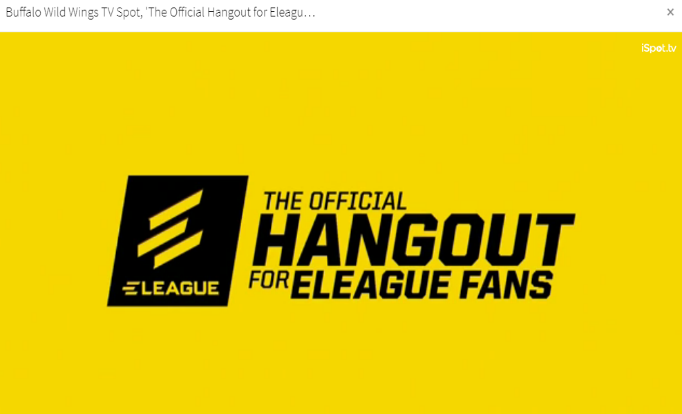 Buffalo Wild Wings TV Spot, 'The Official Hangout for Eleagu…
×
iSpot.tv
THE OFFICIAL
HANGOUT
FOR ELEAGUE FANS
ELEAGUE